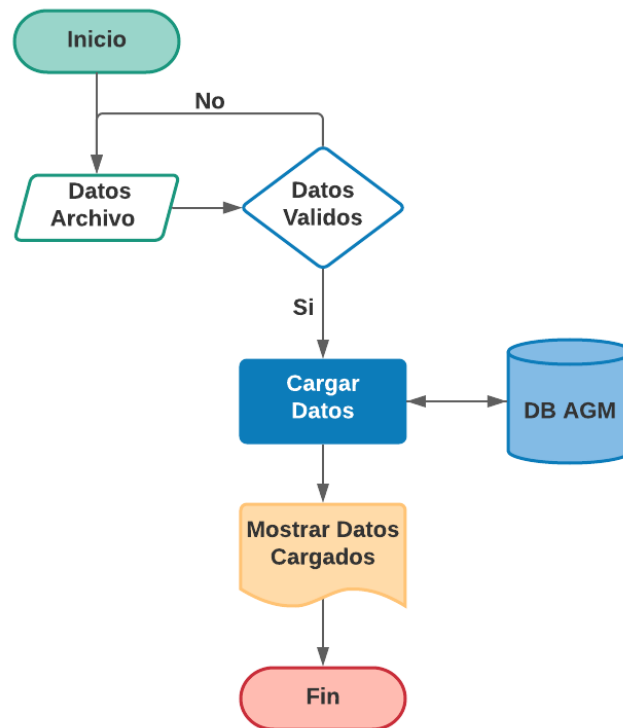 Inicio
No
Datos
Archivo
Datos
Validos
Si
Cargar
Datos
DB AGM
Mostrar Datos
Cargados
Fin